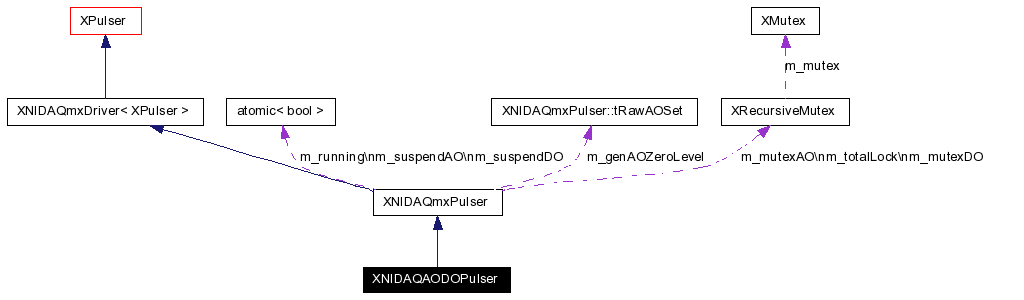 XPulser
XMutex
m_mutex
XNIDAQmxDriver< XPulser >
atomic< bool >
XNIDAQmxPulser::tRawAOSet
XRecursiveMutex
m_running\nm_suspendAO\nm_suspendDO
m_genAOZeroLevel
m_mutexAO\nm_totalLock\nm_mutexDO
XNIDAQmxPulser
XNIDAQAODOPulser